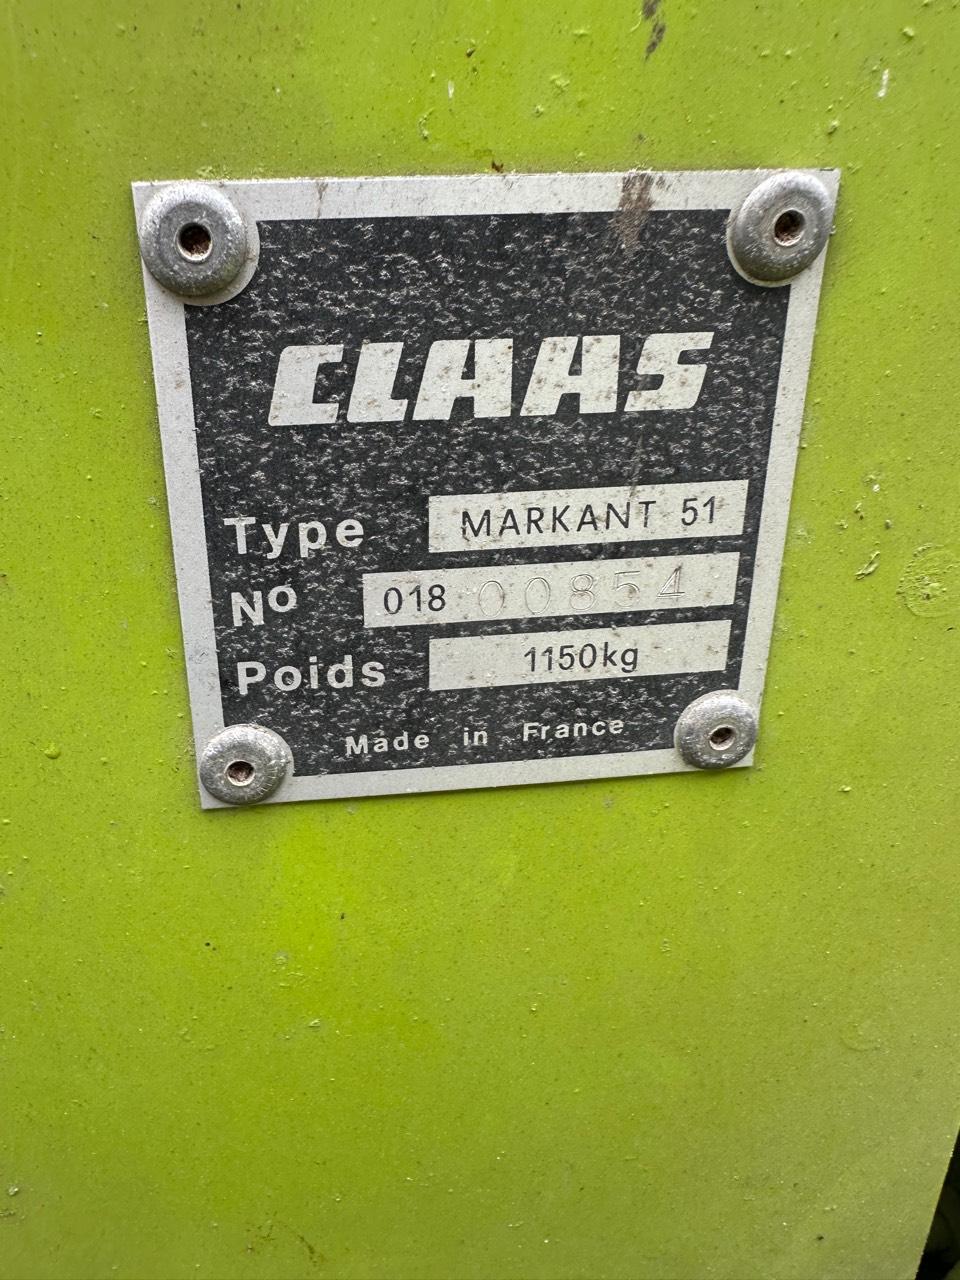 CLAAS
Type MARKANT 51
No 018 00854
Poids 1150kg
Made in France